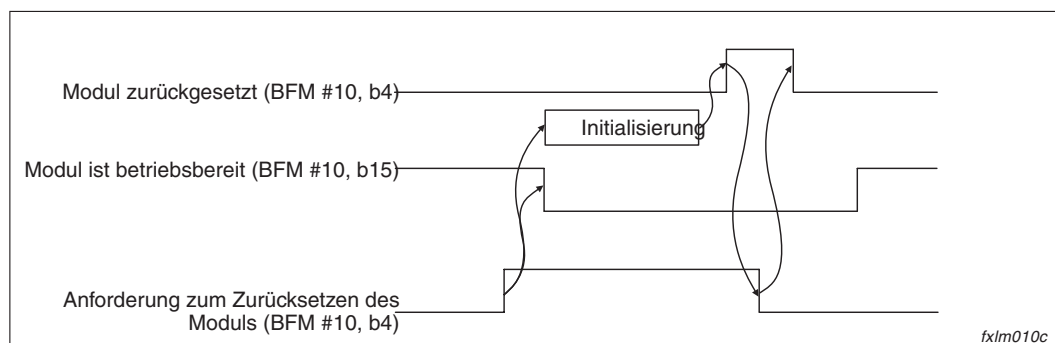 Modul zurückgesetzt (BFM #10, b4)
Initialisierung
Modul ist betriebsbereit (BFM #10, b15)
Anforderung zum Zurücksetzen des
Moduls (BFM #10, b4)
fxlm010c